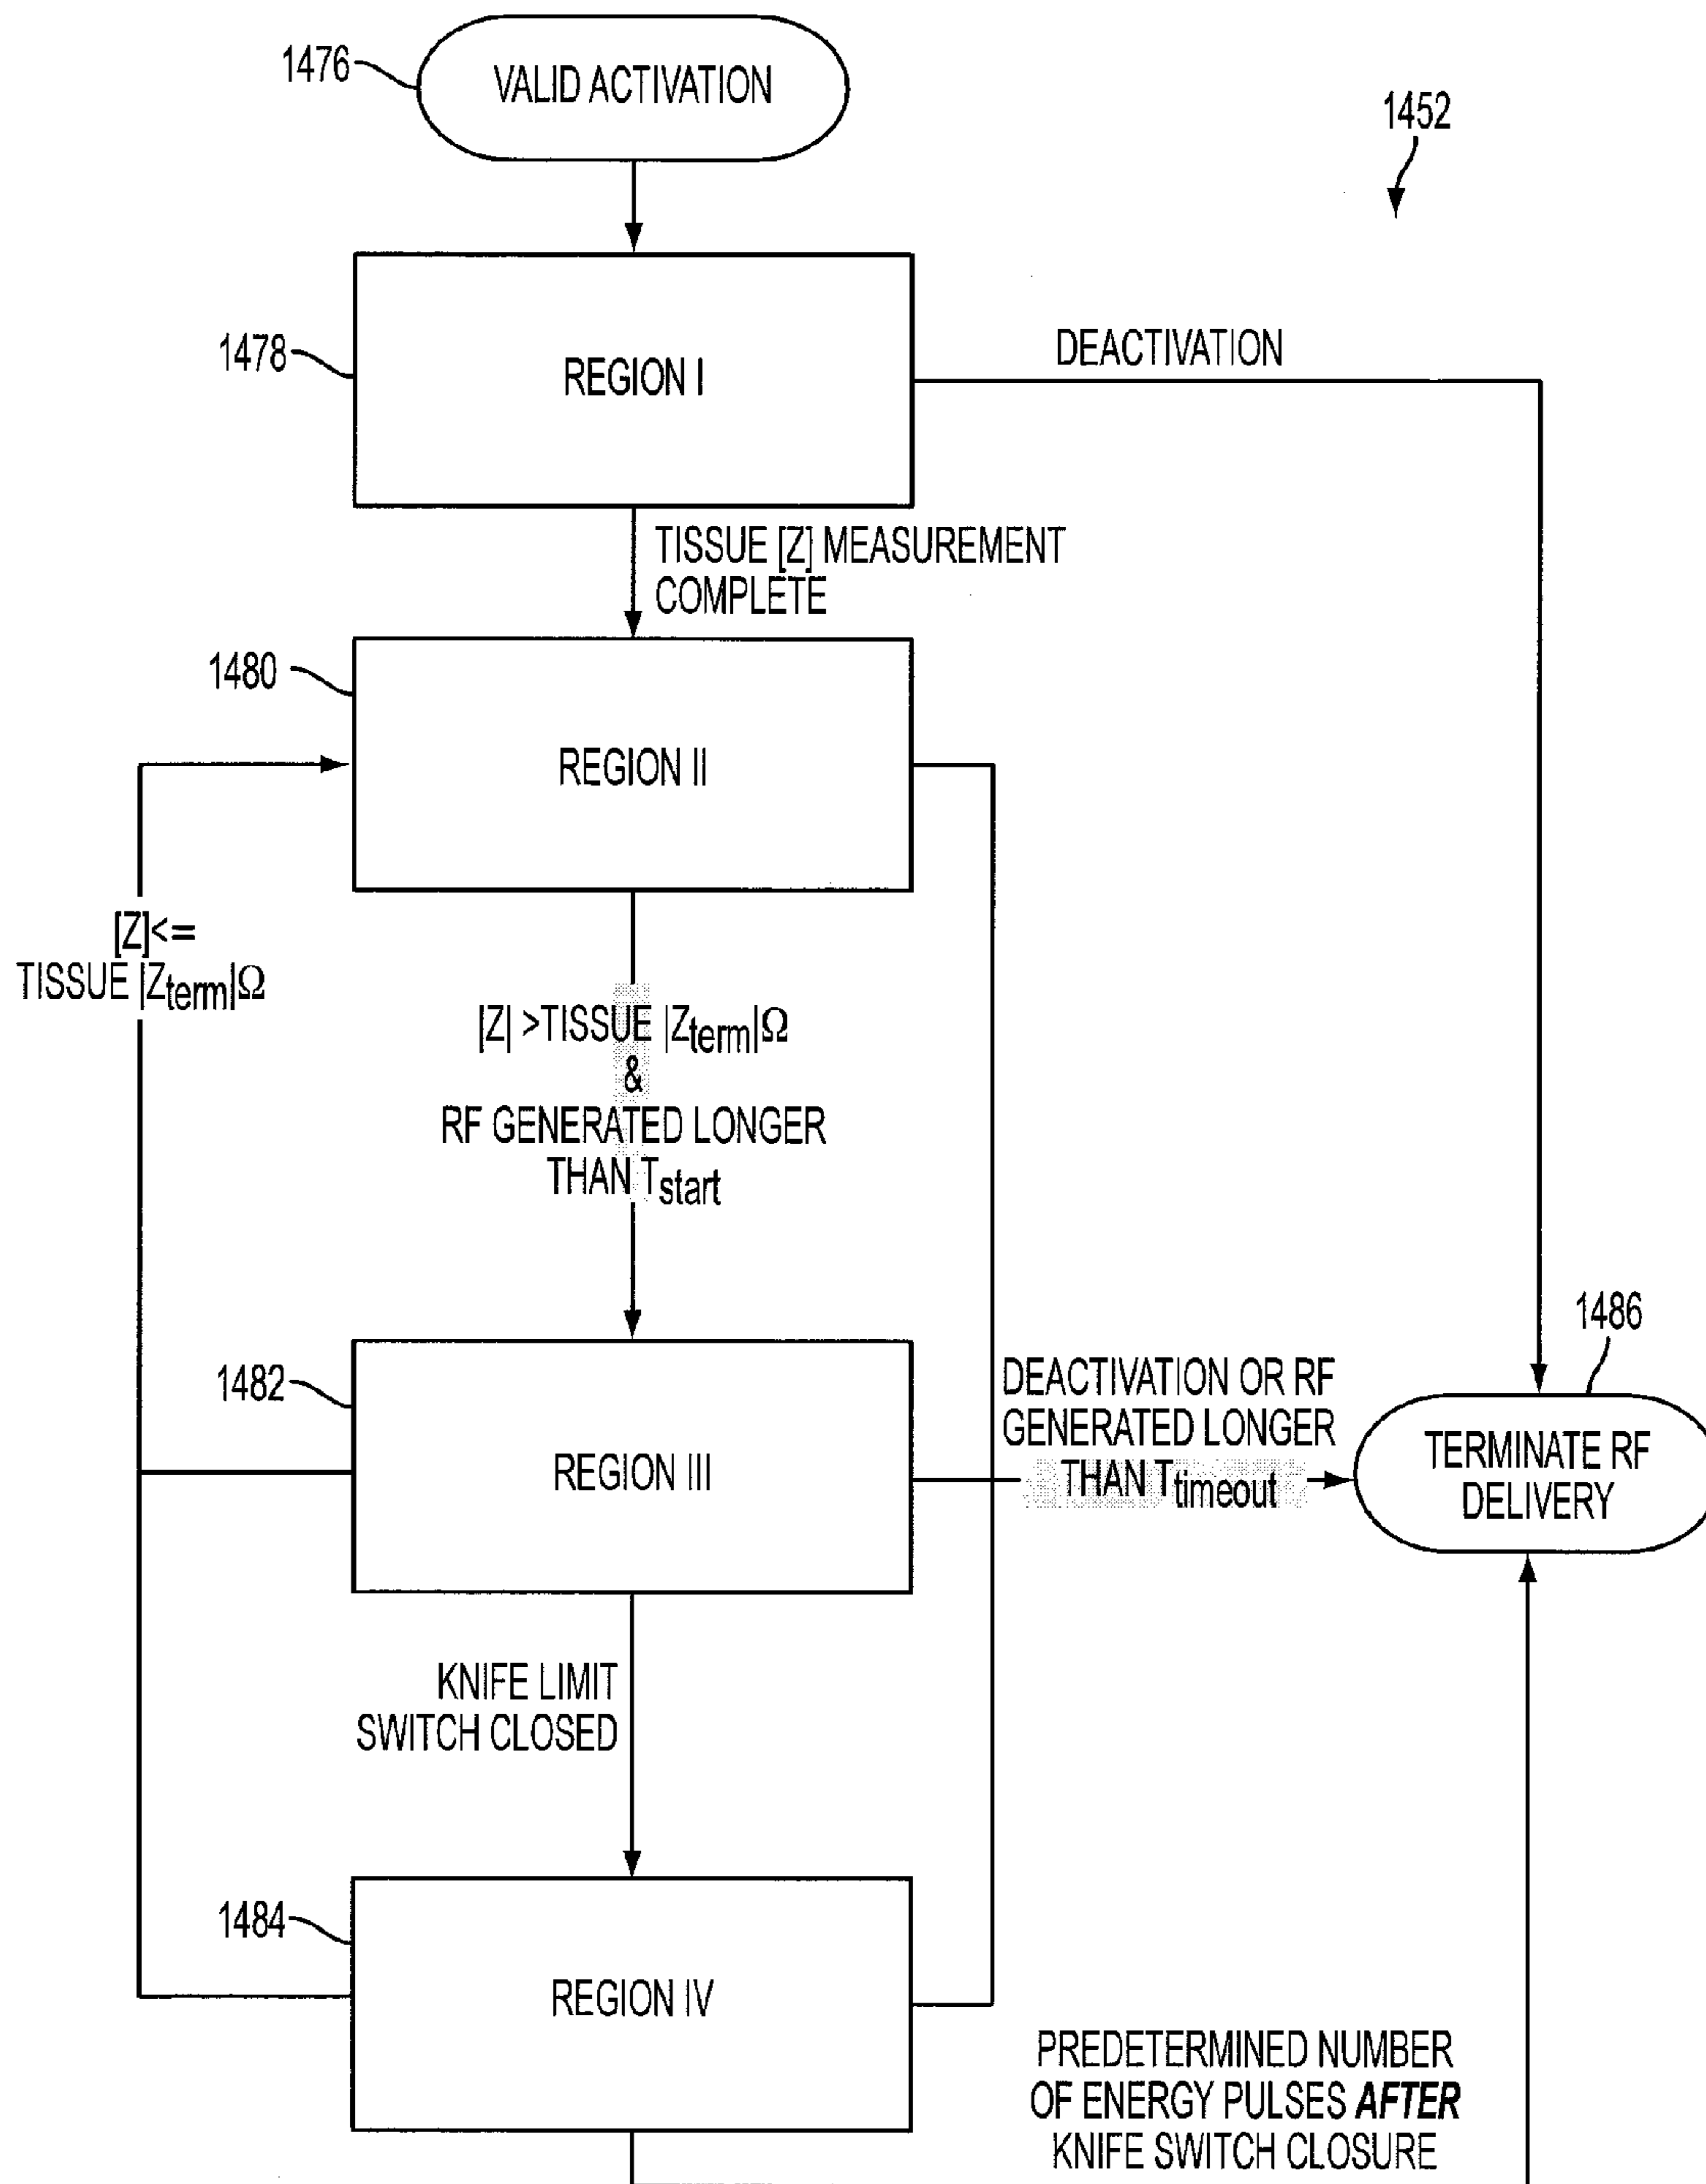 1476
VALID ACTIVATION
1452
1478
REGION I
DEACTIVATION
TISSUE [Z] MEASUREMENT
COMPLETE
1480
REGION II
[Z]<=
TISSUE |Zterm|Ω
|Z| >TISSUE |Zterm|Ω
&
RF GENERATED LONGER
THAN Tstart
1482
REGION III
DEACTIVATION OR RF
GENERATED LONGER
THAN Ttimeout
1486
TERMINATE RF
DELIVERY
KNIFE LIMIT
SWITCH CLOSED
1484
REGION IV
PREDETERMINED NUMBER
OF ENERGY PULSES AFTER
KNIFE SWITCH CLOSURE